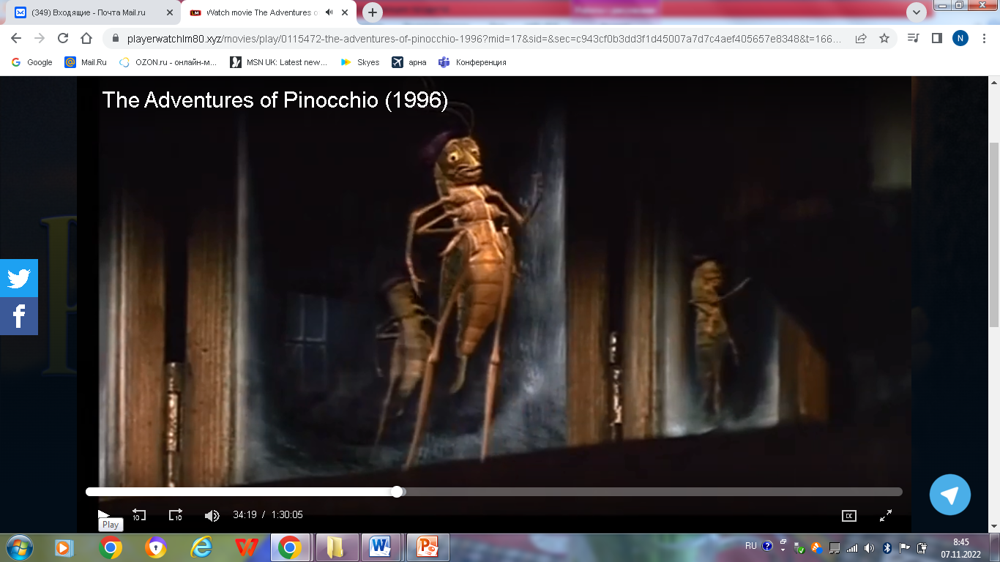 (349) Входящие - Почта Mail.ru
Watch movie The Adventures o
playerwatchlm80.xyz/movies/play/0115472-the-adventures-of-pinocchio-1996?mid=17&sid=&sec=c943cf0b3dd3f1d45007a7d7c4aef405657e8348&t=166...
N
Google
Mail.Ru
OZON.ru - онлайн-м...
MSN UK: Latest new...
Skyes
арна
Конференция
The Adventures of Pinocchio (1996)
10
10
34:19 / 1:30:05
Play
RU
8:45
07.11.2022